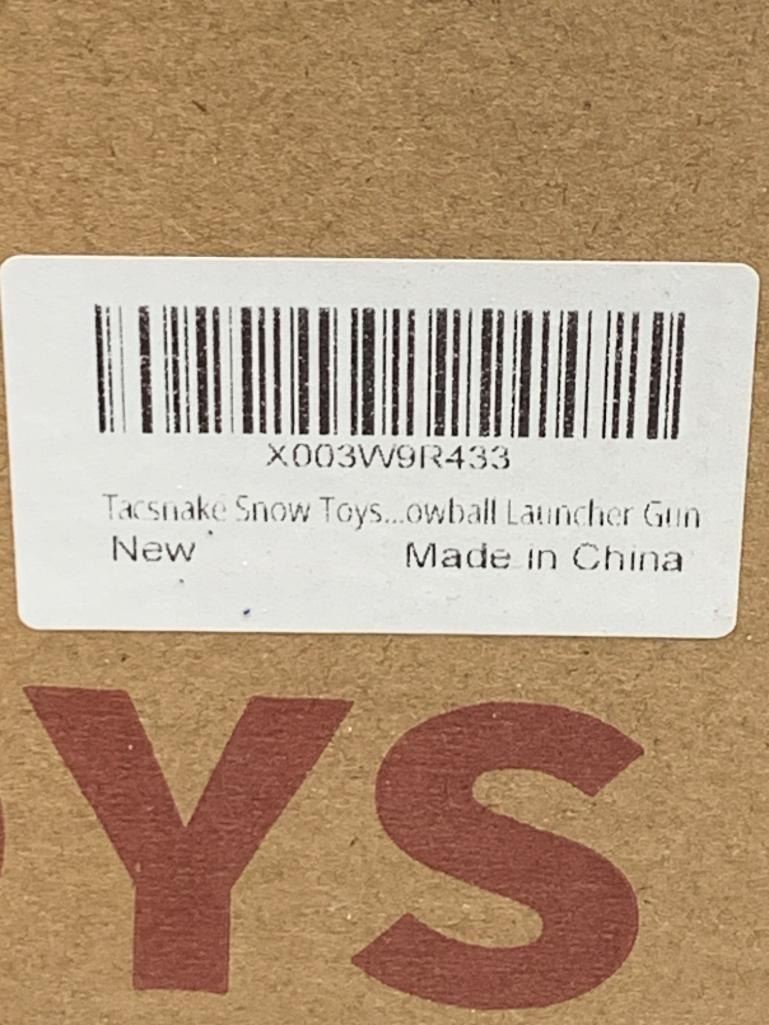 X003W9R433
Tacsnake Snow Toys...owball Launcher Gun
New Made in China
YS